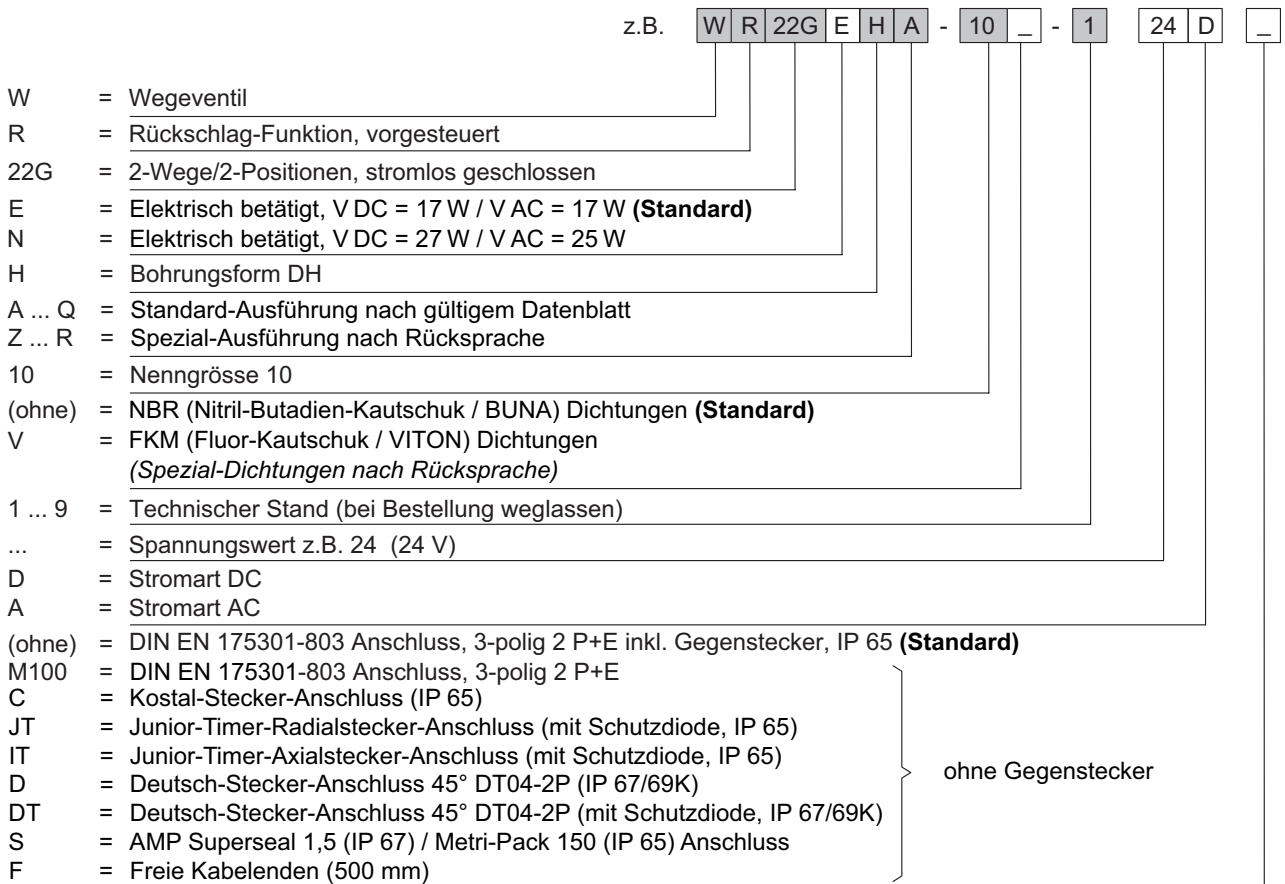 z.B. W R 22G E H A - 10 _ - 1 24 D _
W = Wegeventil
R = Rückschlag-Funktion, vorgesteuert
22G = 2-Wege/2-Positionen, stromlos geschlossen
E = Elektrisch betätigt, V DC = 17 W / V AC = 17 W (Standard)
N = Elektrisch betätigt, V DC = 27 W / V AC = 25 W
H = Bohrungsform DH
A ... Q = Standard-Ausführung nach gültigem Datenblatt
Z ... R = Spezial-Ausführung nach Rücksprache
10 = Nenngrösse 10
(ohne) = NBR (Nitril-Butadien-Kautschuk / BUNA) Dichtungen (Standard)
V = FKM (Fluor-Kautschuk / VITON) Dichtungen
(Spezial-Dichtungen nach Rücksprache)
1 ... 9 = Technischer Stand (bei Bestellung weglassen)
... = Spannungswert z.B. 24 (24 V)
D = Stromart DC
A = Stromart AC
(ohne) = DIN EN 175301-803 Anschluss, 3-polig 2 P+E inkl. Gegenstecker, IP 65 (Standard)
M100 = DIN EN 175301-803 Anschluss, 3-polig 2 P+E
C = Kostal-Stecker-Anschluss (IP 65)
JT = Junior-Timer-Radialstecker-Anschluss (mit Schutzdiode, IP 65)
IT = Junior-Timer-Axialstecker-Anschluss (mit Schutzdiode, IP 65)
D = Deutsch-Stecker-Anschluss 45° DT04-2P (IP 67/69K)
ohne Gegenstecker
DT = Deutsch-Stecker-Anschluss 45° DT04-2P (mit Schutzdiode, IP 67/69K)
S = AMP Superseal 1,5 (IP 67) / Metri-Pack 150 (IP 65) Anschluss
F = Freie Kabelenden (500 mm)